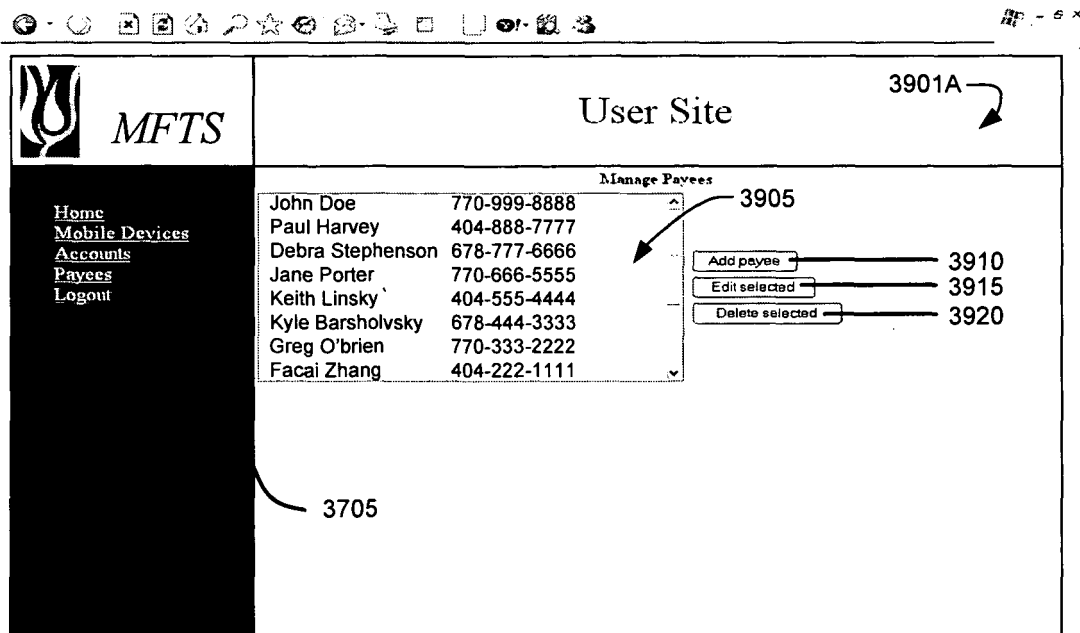 3901A
MFTS
User Site
Manage Payees
Home
Mobile Devices
Accounts
Payees
Logout
John Doe 770-999-8888
Paul Harvey 404-888-7777
Debra Stephenson 678-777-6666
Jane Porter 770-666-5555
Keith Linsky 404-555-4444
Kyle Barsholvsky 678-444-3333
Greg O'brien 770-333-2222
Facai Zhang 404-222-1111
3905
Add payee 3910
Edit selected 3915
Delete selected 3920
3705